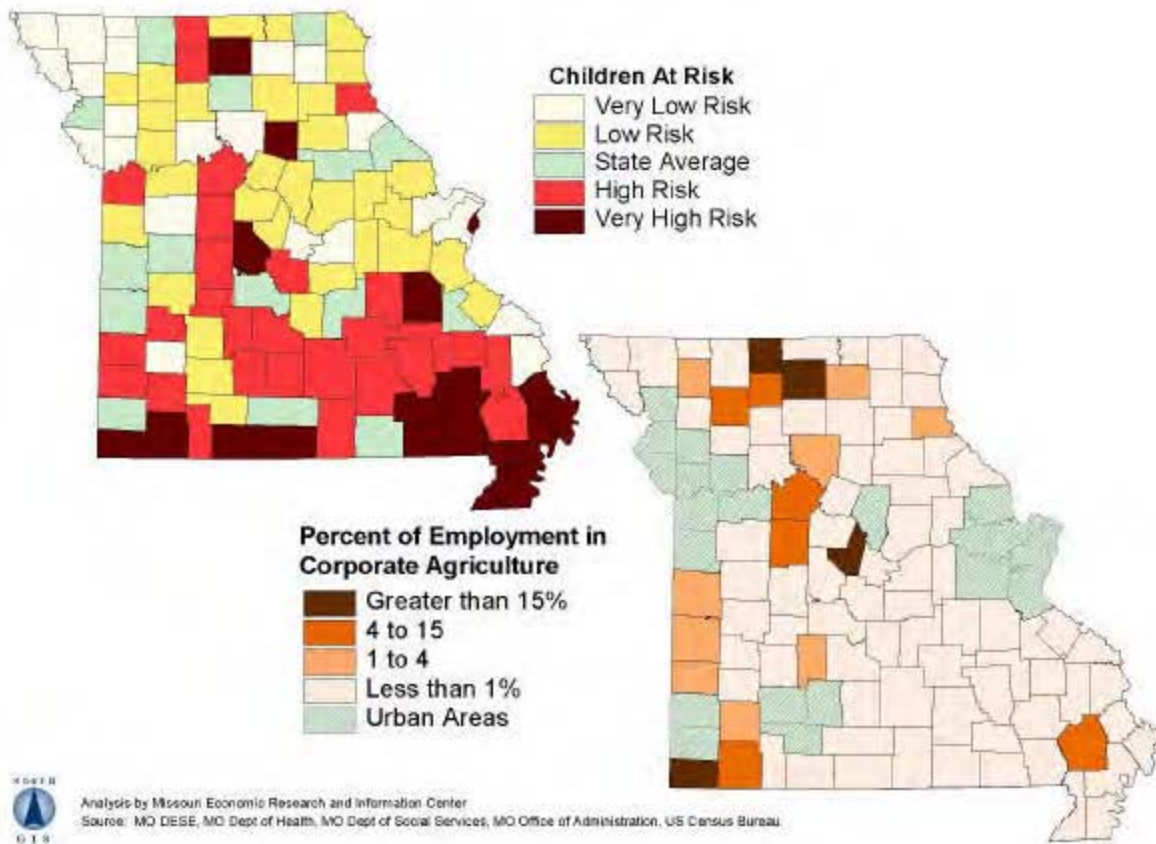 Children At Risk
Very Low Risk
Low Risk
State Average
High Risk
Very High Risk
Percent of Employment in
Corporate Agriculture
Greater than 15%
4 to 15
1 to 4
Less than 1%
Urban Areas
NORTH
GIS
Analysis by Missouri Economic Research and Information Center
Source: MO DESE, MO Dept of Health, MO Dept of Social Services, MO Office of Administration, US Census Bureau